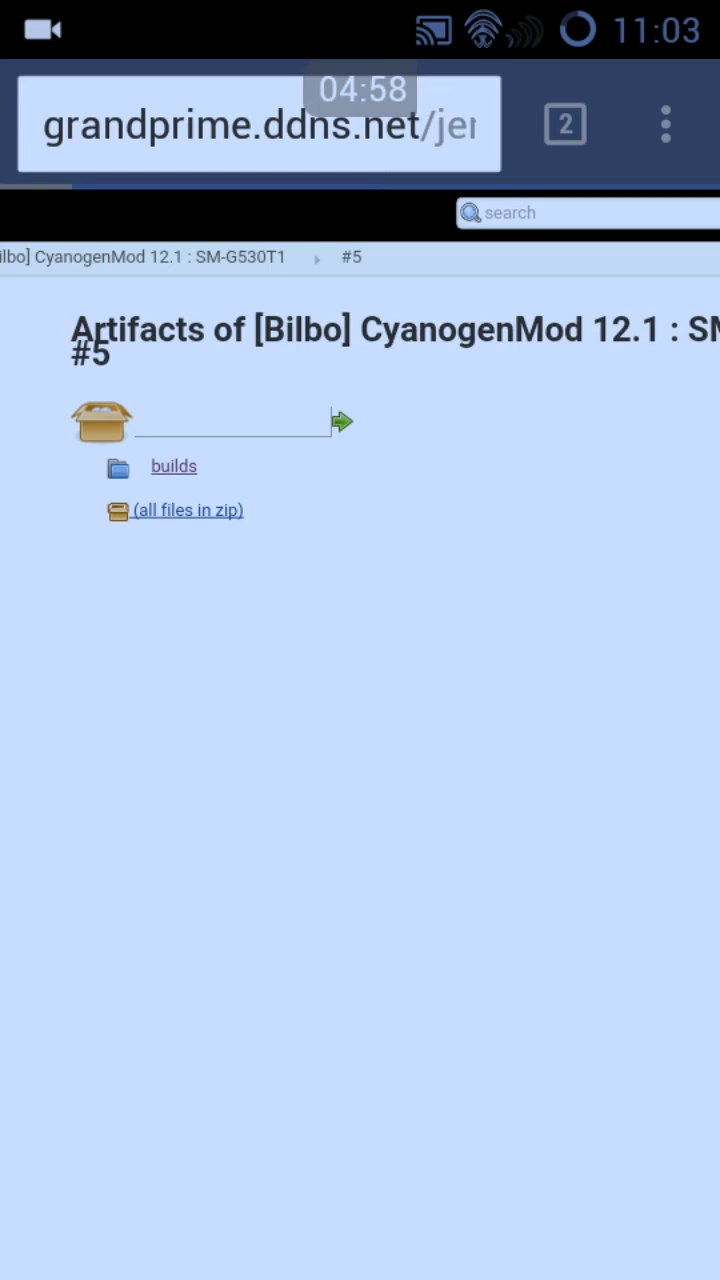 11:03
04:58
grandprime.ddns.net/jer
2
search
ilbo] CyanogenMod 12.1 : SM-G530T1 #5
Artifacts of [Bilbo] CyanogenMod 12.1 : SM
#5
builds
(all files in zip)